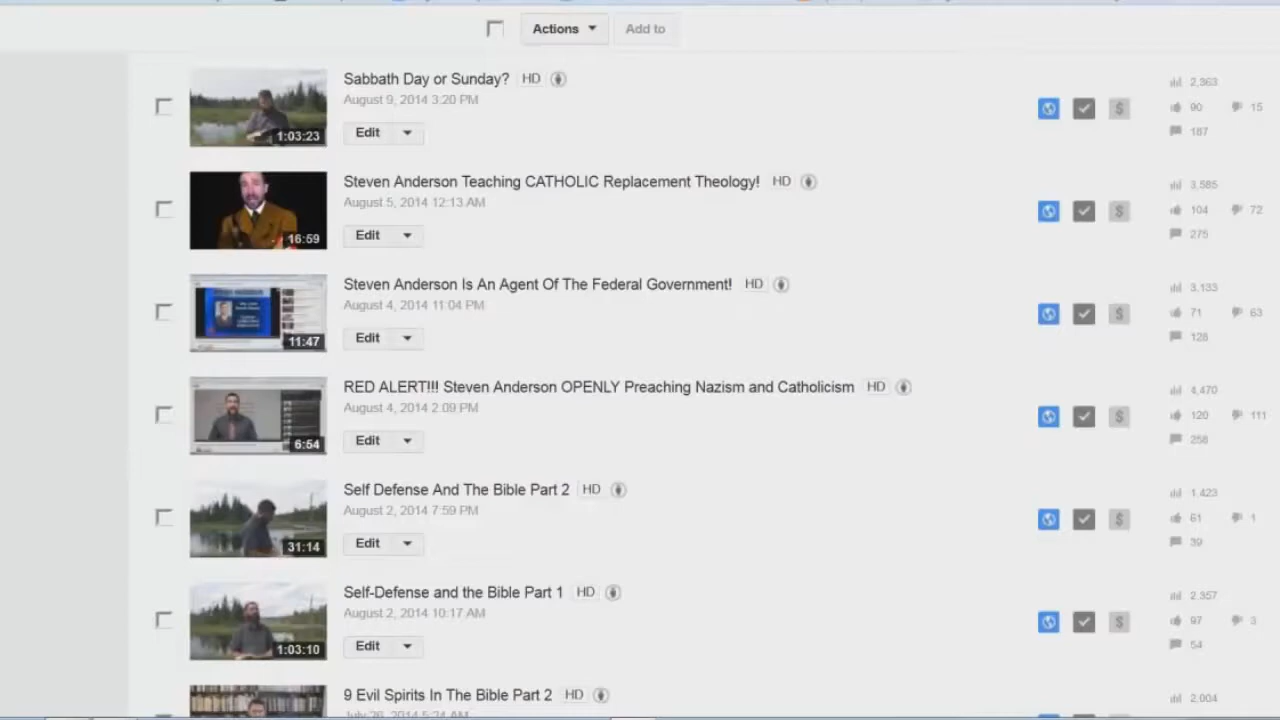 Actions
Add to
Sabbath Day or Sunday? HD
August 9, 2014 3:20 PM
Edit
1:03:23
2,363
90 15
187
Steven Anderson Teaching CATHOLIC Replacement Theology! HD
August 5, 2014 12:13 AM
Edit
16:59
3,585
104 72
275
Steven Anderson Is An Agent Of The Federal Government! HD
August 4, 2014 11:04 PM
Edit
11:47
3,133
71 63
128
RED ALERT!!! Steven Anderson OPENLY Preaching Nazism and Catholicism HD
August 4, 2014 2:09 PM
Edit
6:54
4,470
120 111
258
Self Defense And The Bible Part 2 HD
August 2, 2014 7:59 PM
Edit
31:14
1,423
61 1
39
Self-Defense and the Bible Part 1 HD
August 2, 2014 10:17 AM
Edit
1:03:10
2,357
97 3
54
9 Evil Spirits In The Bible Part 2 HD
July 26, 2014 5:24 AM
2,004